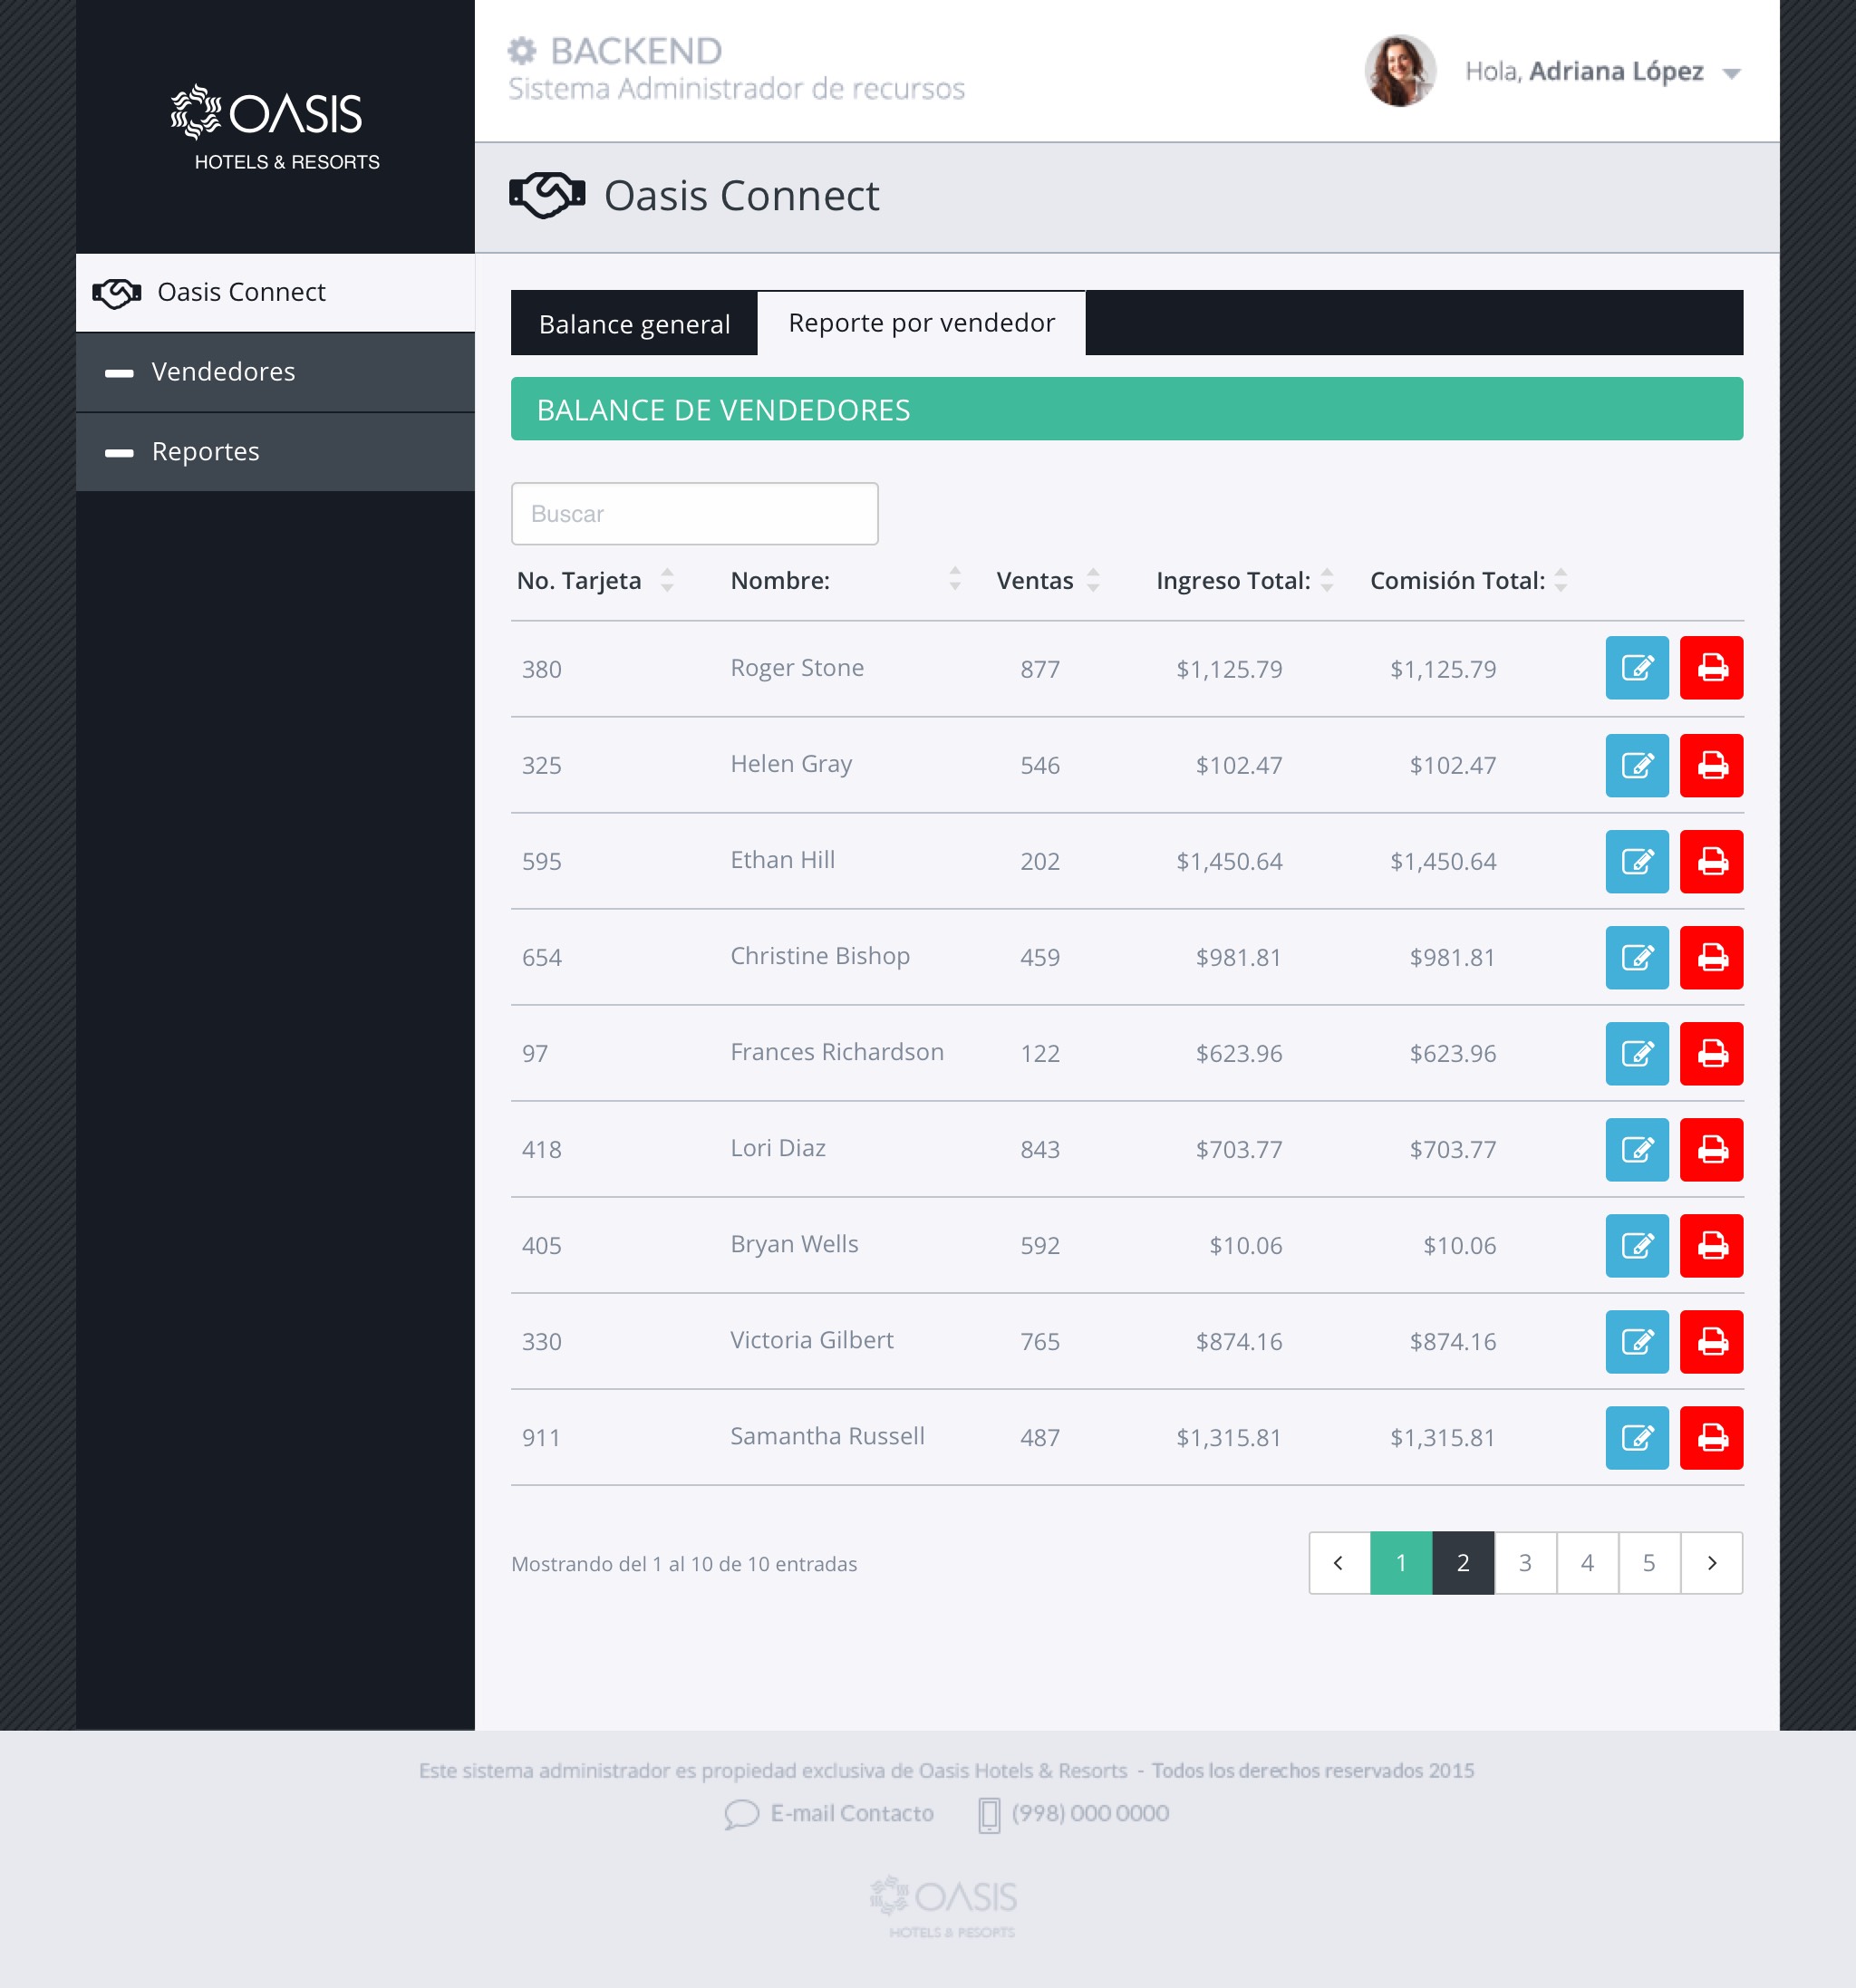 OASIS
HOTELS & RESORTS
BACKEND
Sistema Administrador de recursos
Hola, Adriana López
Oasis Connect
Oasis Connect
Vendedores
Reportes
Balance general Reporte por vendedor
BALANCE DE VENDEDORES
Buscar
No. Tarjeta Nombre: Ventas Ingreso Total: Comisión Total:
380 Roger Stone 877 $1,125.79 $1,125.79
325 Helen Gray 546 $102.47 $102.47
595 Ethan Hill 202 $1,450.64 $1,450.64
654 Christine Bishop 459 $981.81 $981.81
97 Frances Richardson 122 $623.96 $623.96
418 Lori Diaz 843 $703.77 $703.77
405 Bryan Wells 592 $10.06 $10.06
330 Victoria Gilbert 765 $874.16 $874.16
911 Samantha Russell 487 $1,315.81 $1,315.81
Mostrando del 1 al 10 de 10 entradas
1 2 3 4 5
Este sistema administrador es propiedad exclusiva de Oasis Hotels & Resorts - Todos los derechos reservados 2015
E-mail Contacto (998) 000 0000
OASIS
HOTELS & RESORTS